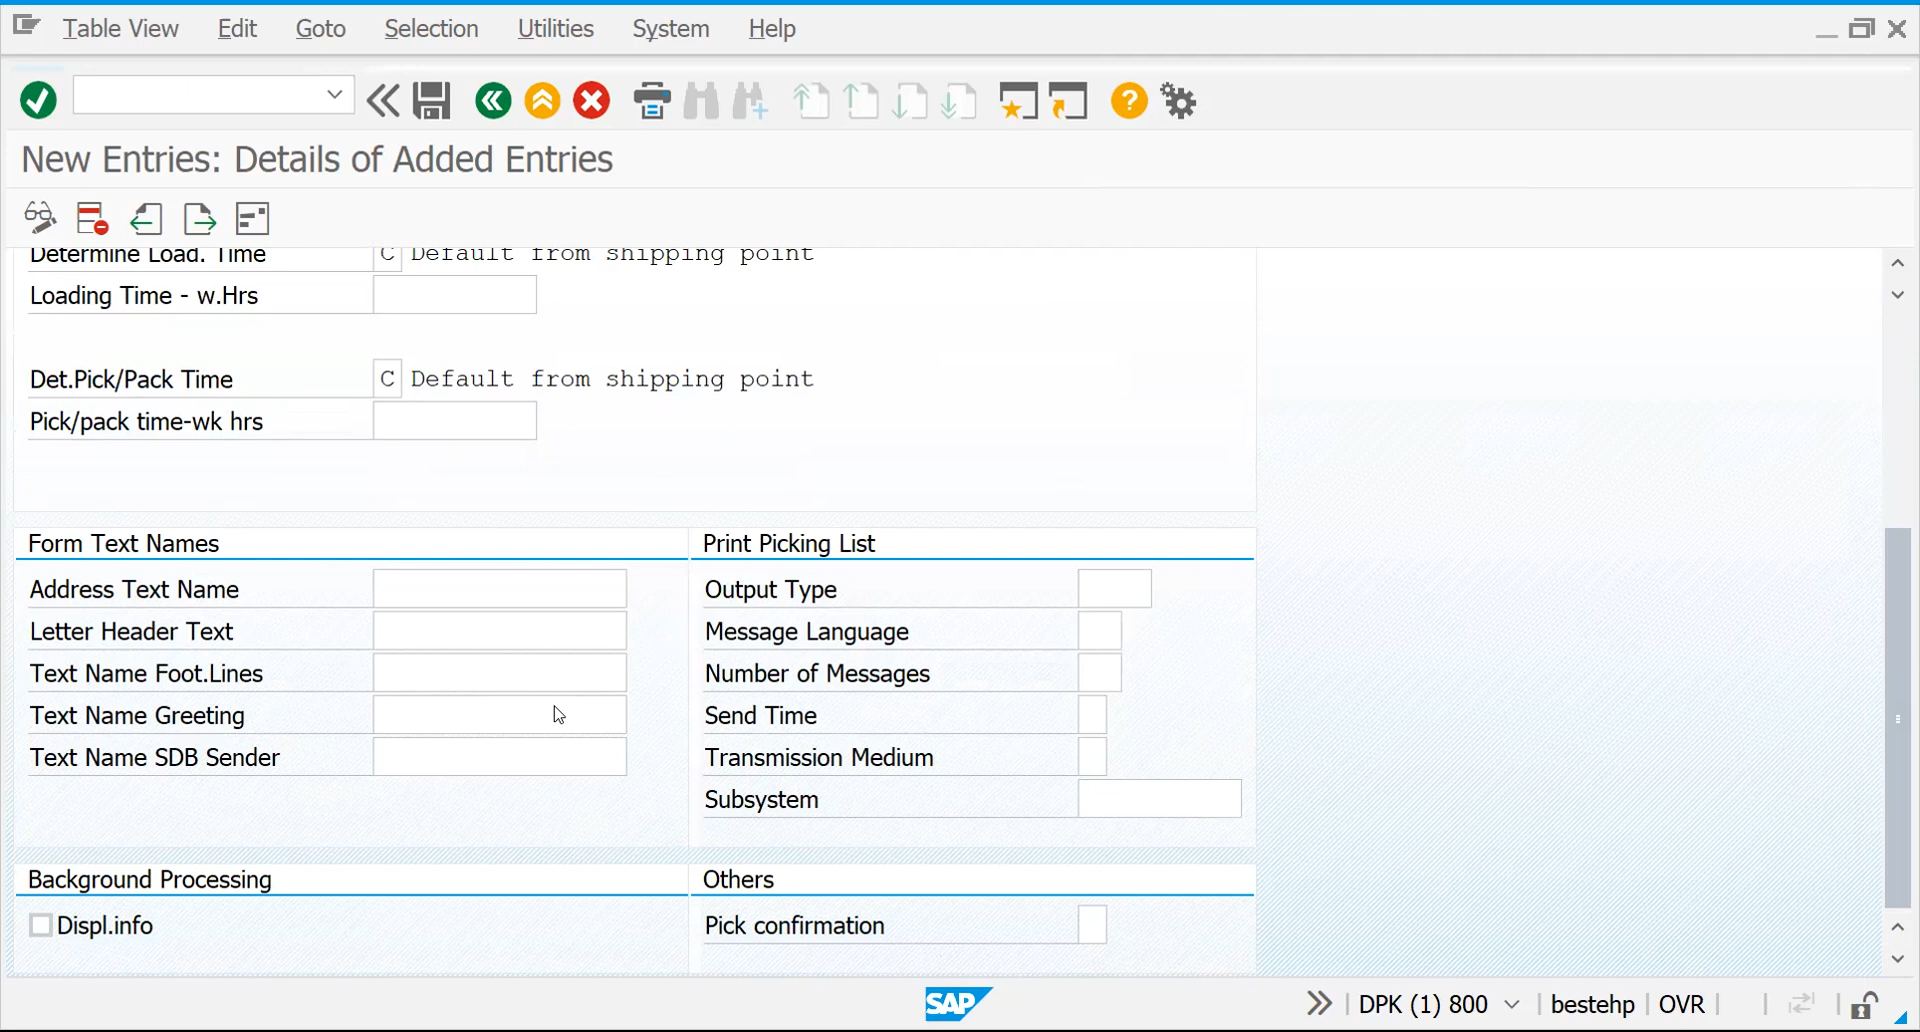 Table View Edit Goto Selection Utilities System Help
New Entries: Details of Added Entries
Determine Load. Time C Default from shipping point
Loading Time - w.Hrs
Det.Pick/Pack Time C Default from shipping point
Pick/pack time-wk hrs
Form Text Names Print Picking List
Address Text Name Output Type
Letter Header Text Message Language
Text Name Foot.Lines Number of Messages
Text Name Greeting Send Time
Text Name SDB Sender Transmission Medium
Subsystem
Background Processing Others
Displ.info Pick confirmation
SAP DPK (1) 800 bestehp OVR